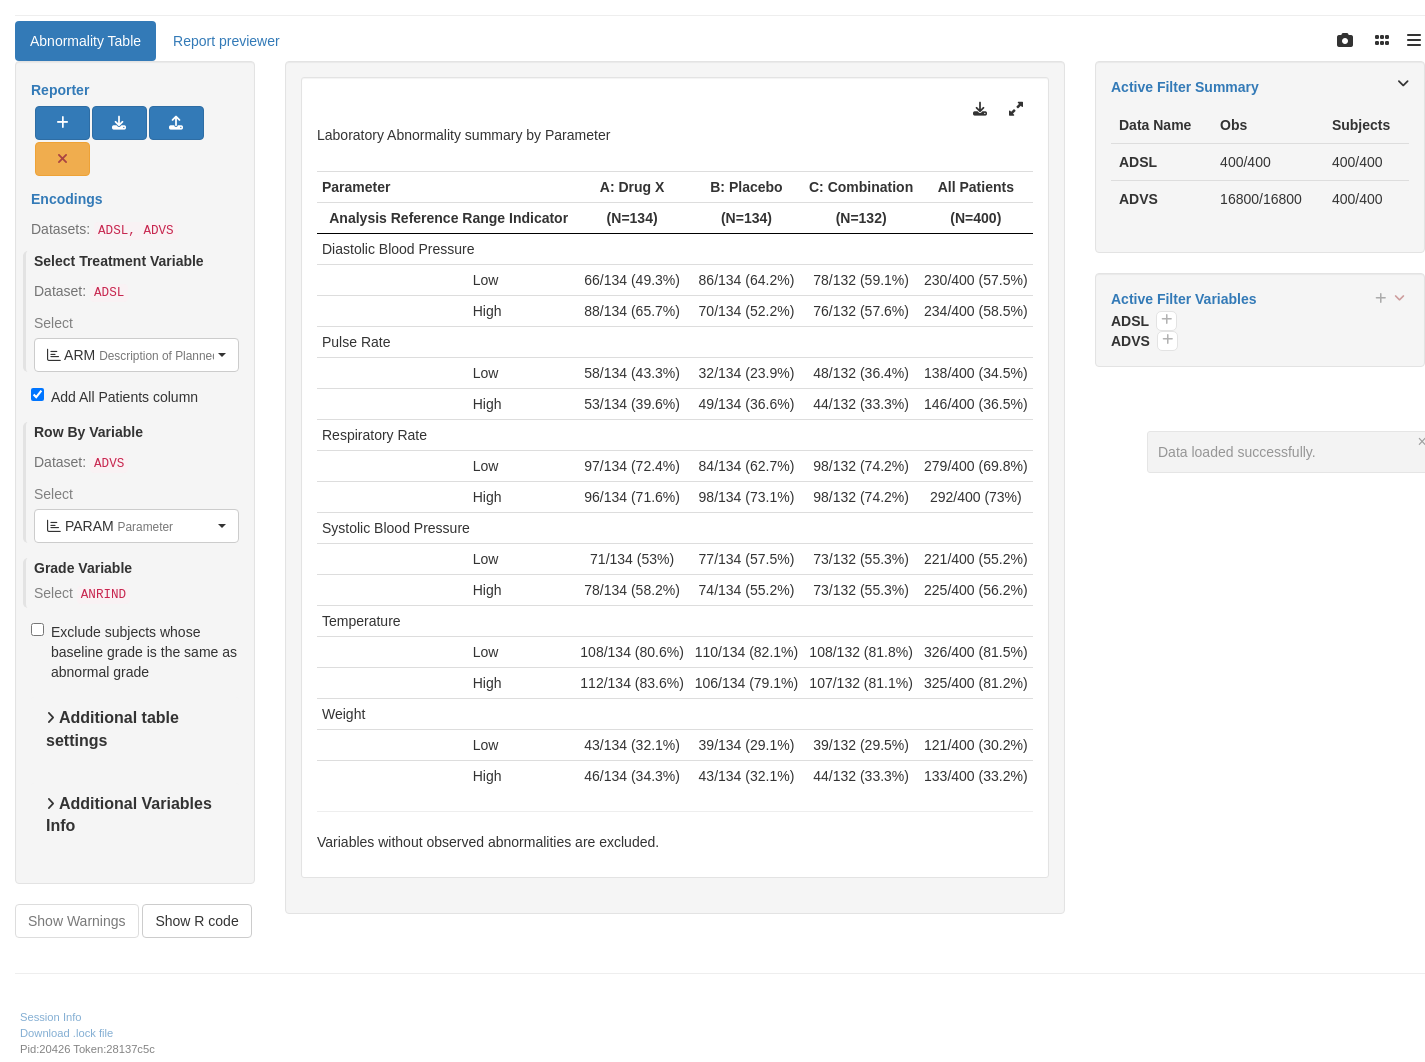 Abnormality Table
Report previewer
Reporter
Encodings
Datasets: ADSL, ADVS
Select Treatment Variable
Dataset: ADSL
Select
ARM Description of Planned
Add All Patients column
Row By Variable
Dataset: ADVS
Select
PARAM Parameter
Grade Variable
Select ANRIND
Exclude subjects whose
baseline grade is the same as
abnormal grade
Additional table
settings
Additional Variables
Info
Show Warnings
Show R code
Laboratory Abnormality summary by Parameter
Parameter A: Drug X B: Placebo C: Combination All Patients
Analysis Reference Range Indicator (N=134) (N=134) (N=132) (N=400)
Diastolic Blood Pressure
Low 66/134 (49.3%) 86/134 (64.2%) 78/132 (59.1%) 230/400 (57.5%)
High 88/134 (65.7%) 70/134 (52.2%) 76/132 (57.6%) 234/400 (58.5%)
Pulse Rate
Low 58/134 (43.3%) 32/134 (23.9%) 48/132 (36.4%) 138/400 (34.5%)
High 53/134 (39.6%) 49/134 (36.6%) 44/132 (33.3%) 146/400 (36.5%)
Respiratory Rate
Low 97/134 (72.4%) 84/134 (62.7%) 98/132 (74.2%) 279/400 (69.8%)
High 96/134 (71.6%) 98/134 (73.1%) 98/132 (74.2%) 292/400 (73%)
Systolic Blood Pressure
Low 71/134 (53%) 77/134 (57.5%) 73/132 (55.3%) 221/400 (55.2%)
High 78/134 (58.2%) 74/134 (55.2%) 73/132 (55.3%) 225/400 (56.2%)
Temperature
Low 108/134 (80.6%) 110/134 (82.1%) 108/132 (81.8%) 326/400 (81.5%)
High 112/134 (83.6%) 106/134 (79.1%) 107/132 (81.1%) 325/400 (81.2%)
Weight
Low 43/134 (32.1%) 39/134 (29.1%) 39/132 (29.5%) 121/400 (30.2%)
High 46/134 (34.3%) 43/134 (32.1%) 44/132 (33.3%) 133/400 (33.2%)
Variables without observed abnormalities are excluded.
Active Filter Summary
Data Name Obs Subjects
ADSL 400/400 400/400
ADVS 16800/16800 400/400
Active Filter Variables
ADSL
ADVS
Data loaded successfully.
Session Info
Download .lock file
Pid:20426 Token:28137c5c